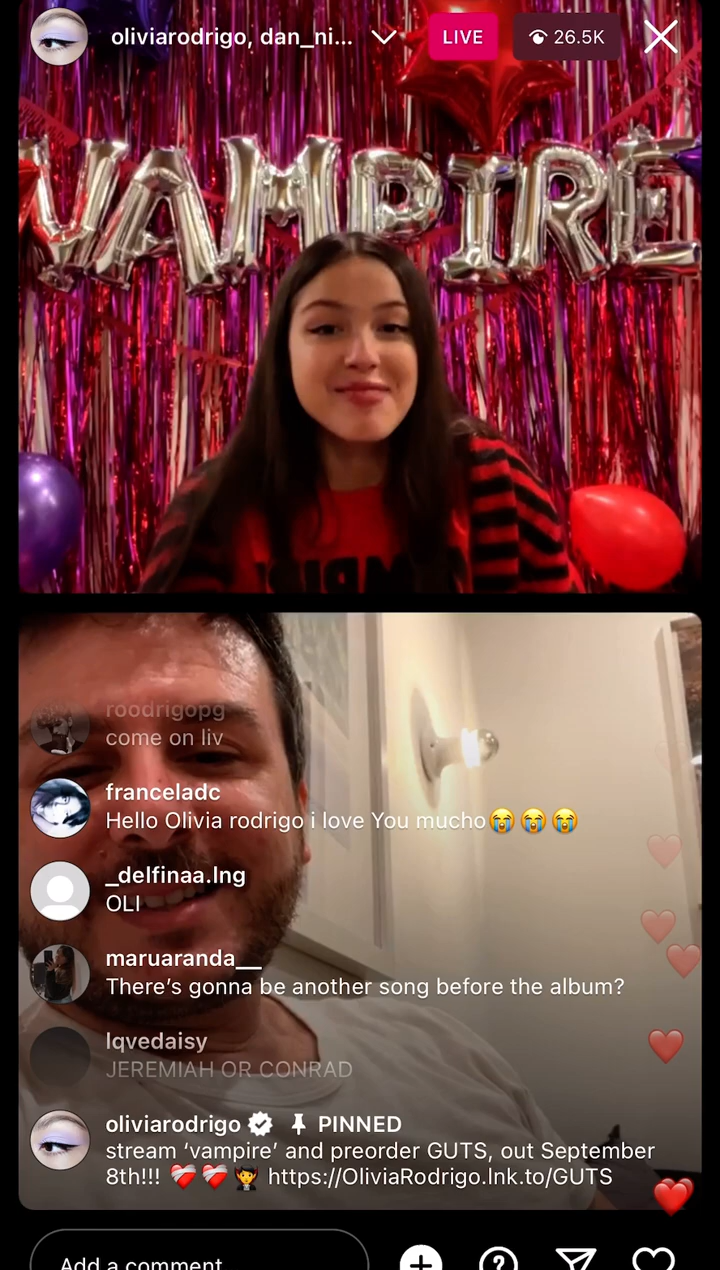 oliviarodrigo, dan_ni...
LIVE
26.5K
VAMPIRE
roodrigopg
come on liv
franceladc
Hello Olivia rodrigo i love You mucho😭😭😭
_delfinaa.lng
OLI
maruaranda__
There’s gonna be another song before the album?
lqvedaisy
JEREMIAH OR CONRAD
oliviarodrigo PINNED
stream ‘vampire’ and preorder GUTS, out September
8th!!! ❤️‍🩹❤️‍🩹🧛 https://OliviaRodrigo.lnk.to/GUTS
Add a comment